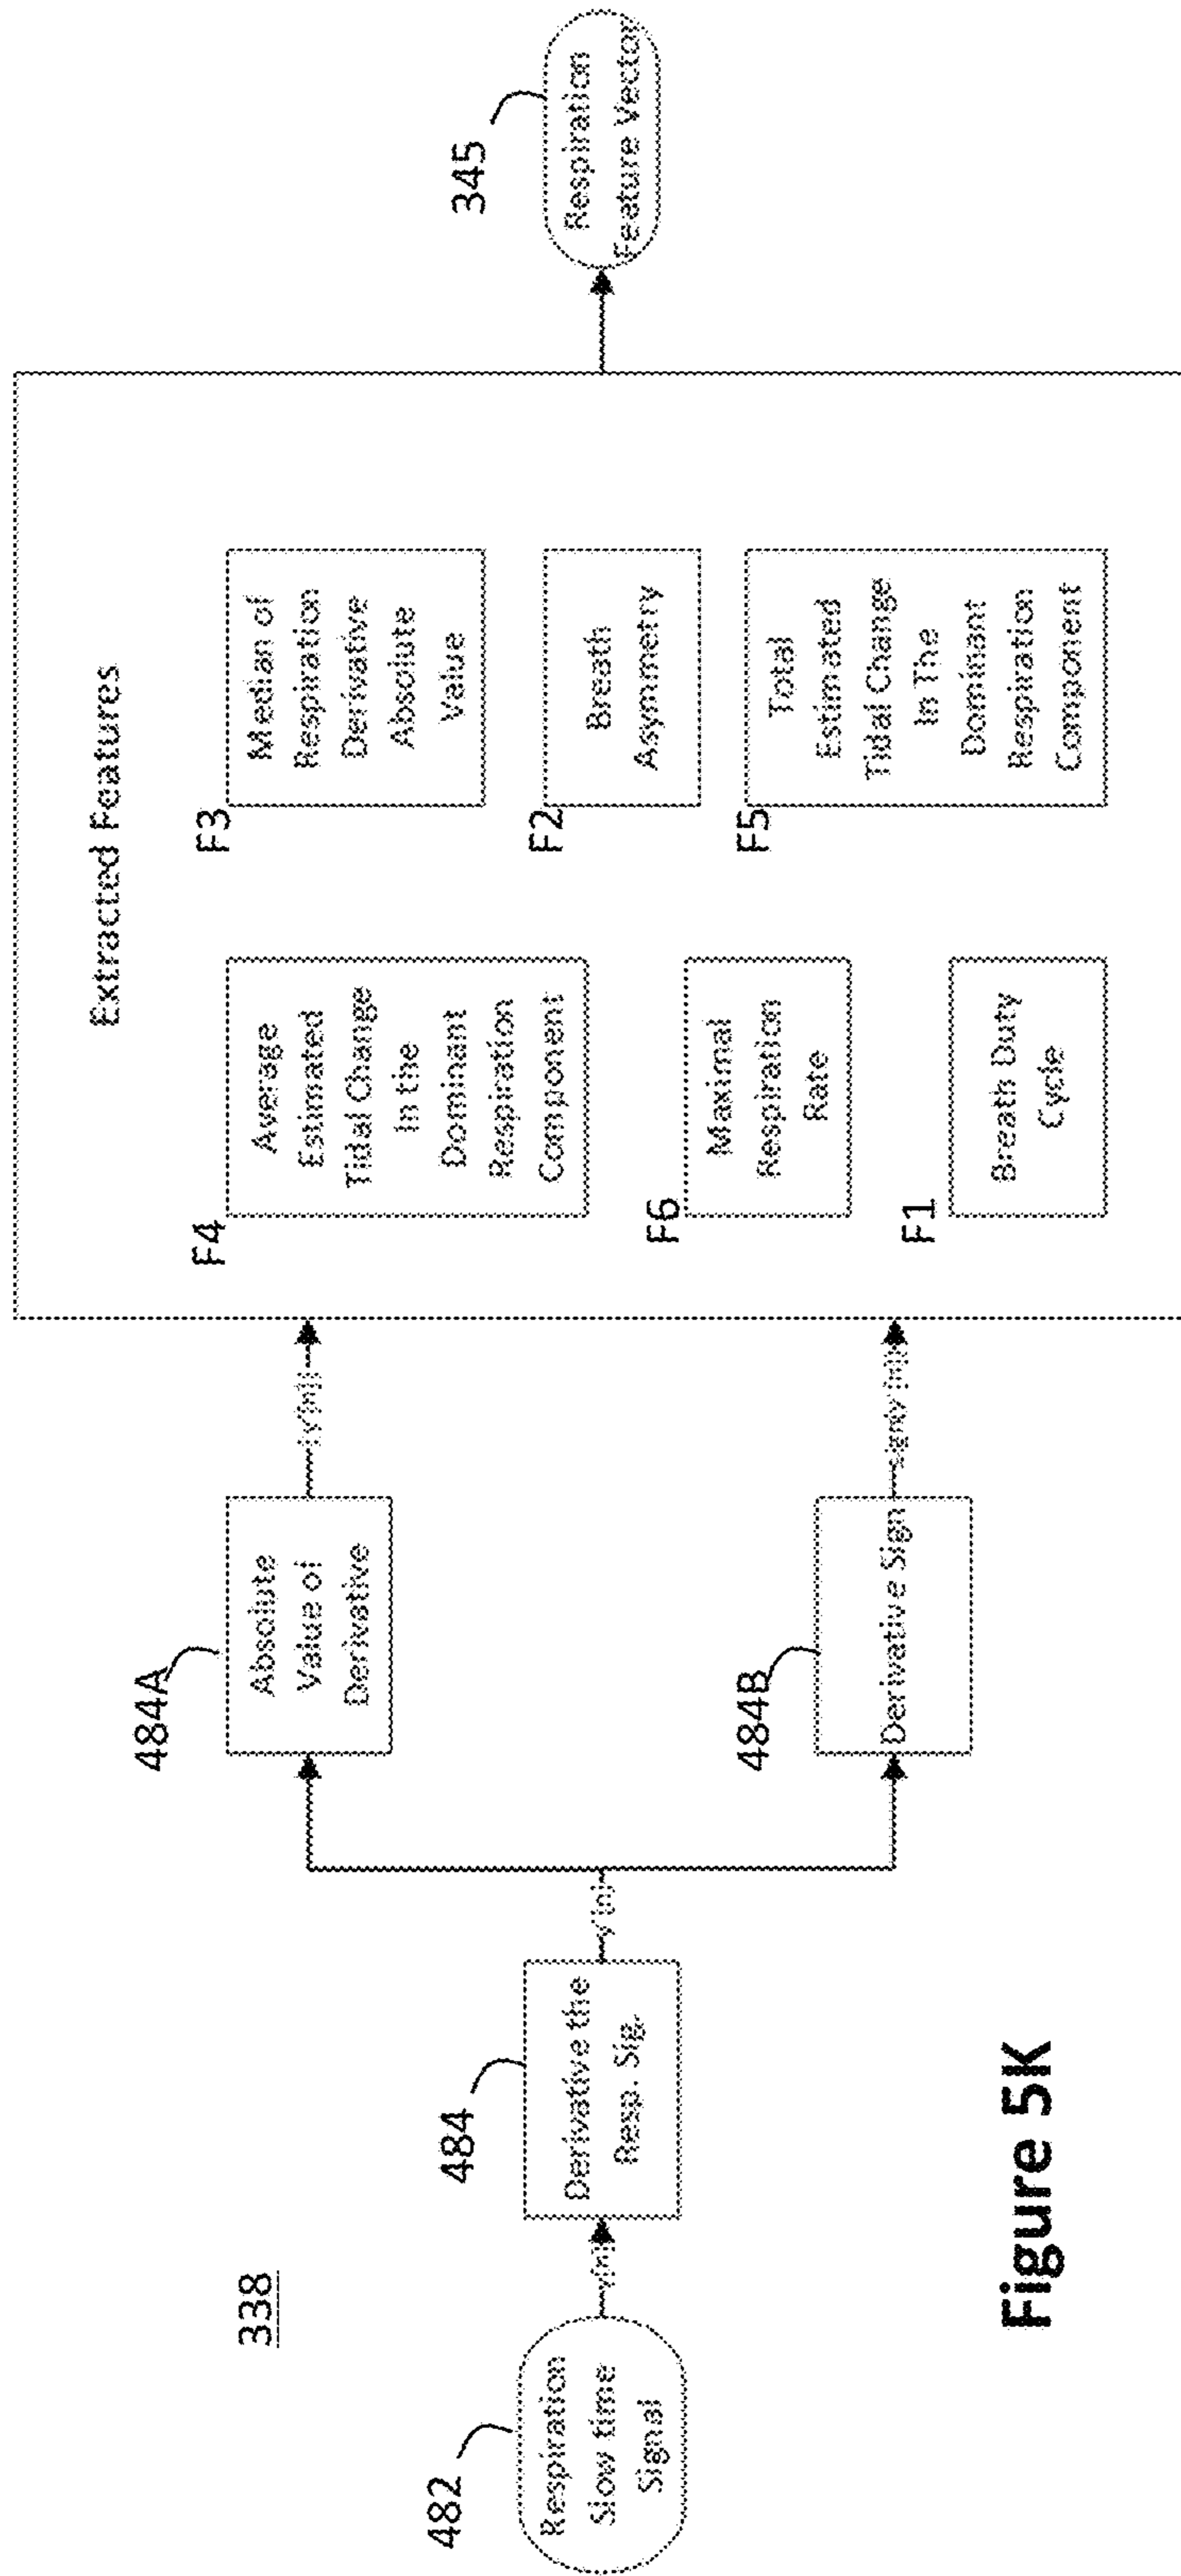 338
482
Respiration
Slow time
Signal
y[n]
484
Derivative the
Resp. Sig.
y'[n]
484A
Absolute
Value of
Derivative
|y'[n]|
484B
Derivative Sign
sign(y'[n])
Extracted Features
F4
Average
Estimated
Tidal Change
In the
Dominant
Respiration
Component
F3
Median of
Respiration
Derivative
Absolute
Value
F6
Maximal
Respiration
Rate
F2
Breath
Asymmetry
F1
Breath Duty
Cycle
F5
Total
Estimated
Tidal Change
In The
Dominant
Respiration
Component
345
Respiration
Feature Vector
Figure 5K